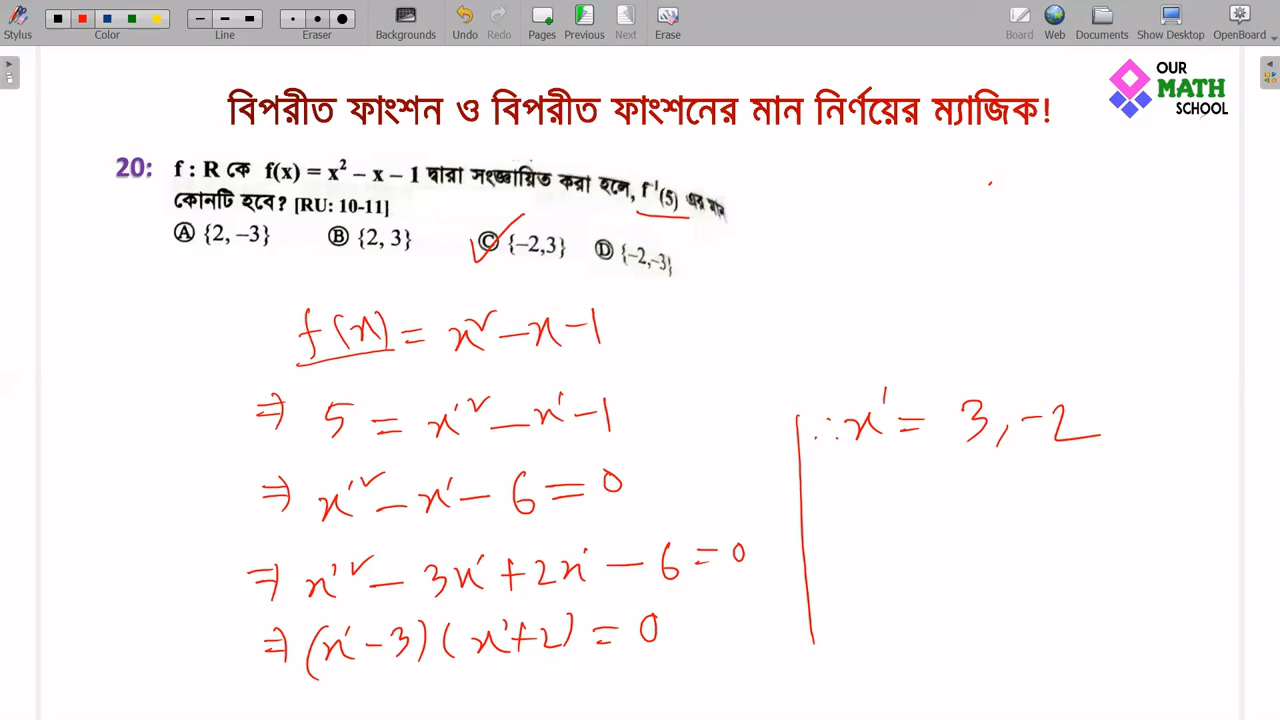 Stylus Color Line Eraser Backgrounds Undo Redo Pages Previous Next Erase Board Web Documents Show Desktop OpenBoard
OUR
MATH
SCHOOL
বিপরীত ফাংশন ও বিপরীত ফাংশনের মান নির্ণয়ের ম্যাজিক!
20: f : R কে f(x) = x² – x – 1 দ্বারা সংজ্ঞায়িত করা হলে, f⁻¹(5) এর মান
কোনটি হবে? [RU: 10-11]
Ⓐ {2, –3} Ⓑ {2, 3} Ⓒ {–2,3} Ⓓ {–2,–3}
f(x) = x² – x – 1
⇒ 5 = x'² – x' – 1
⇒ x'² – x' – 6 = 0
⇒ x'² – 3x' + 2x' – 6 = 0
⇒ (x' – 3)(x' + 2) = 0
∴ x' = 3, –2